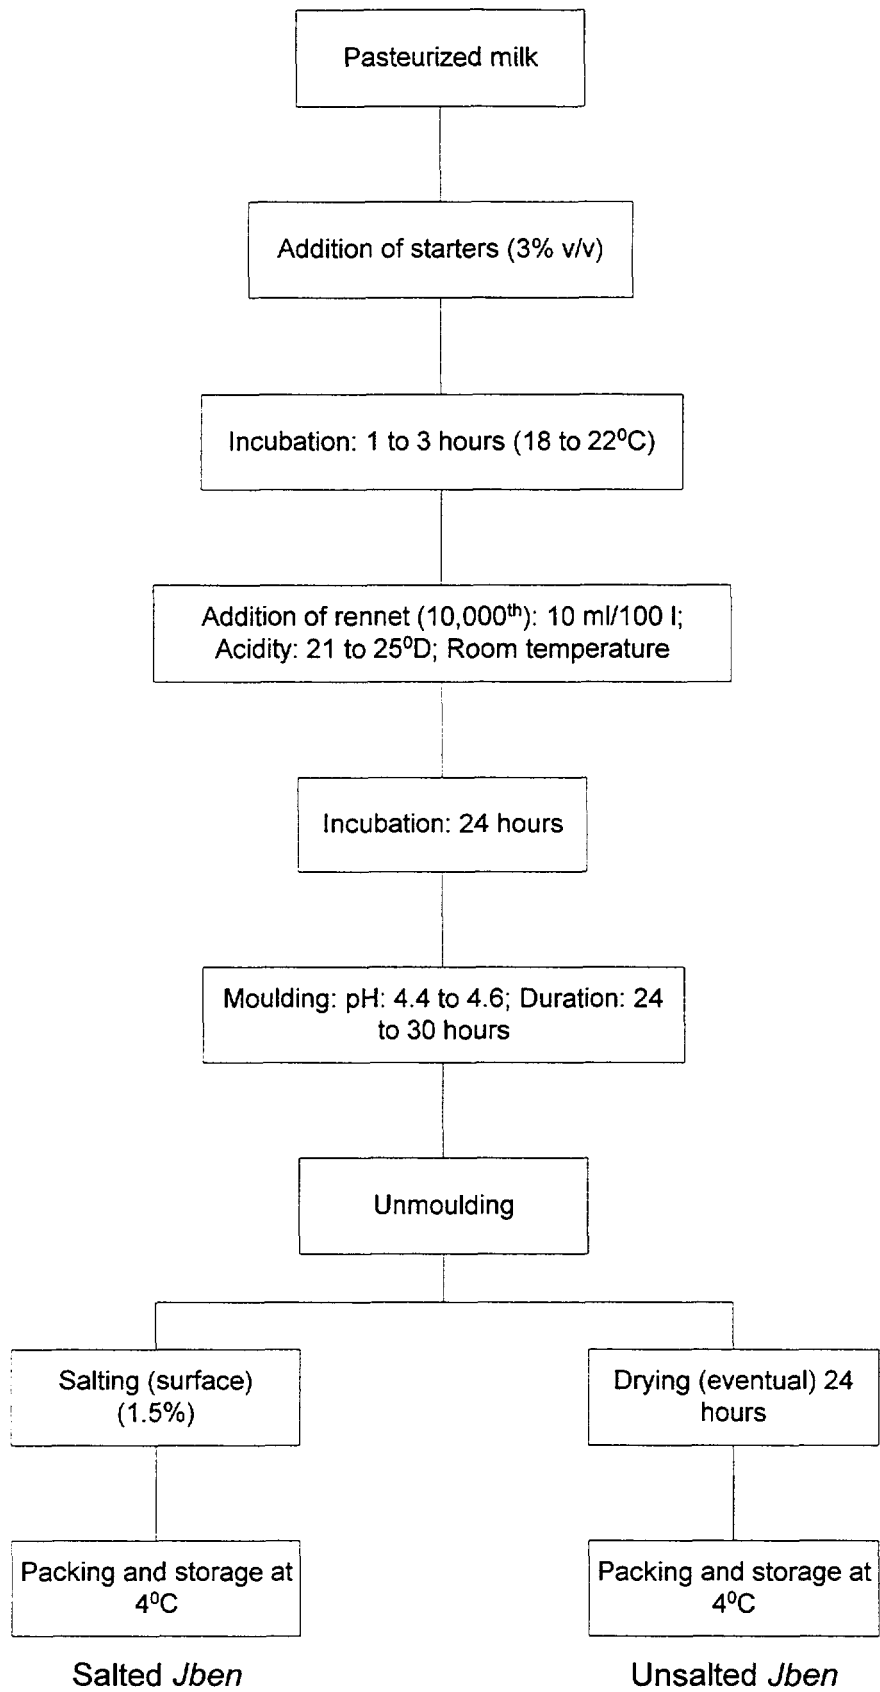 Pasteurized milk
Addition of starters (3% v/v)
Incubation: 1 to 3 hours (18 to 22⁰C)
Addition of rennet (10,000ᵗʰ): 10 ml/100 l;
Acidity: 21 to 25⁰D; Room temperature
Incubation: 24 hours
Moulding: pH: 4.4 to 4.6; Duration: 24
to 30 hours
Unmoulding
Salting (surface)
(1.5%)
Drying (eventual) 24
hours
Packing and storage at
4⁰C
Packing and storage at
4⁰C
Salted Jben
Unsalted Jben